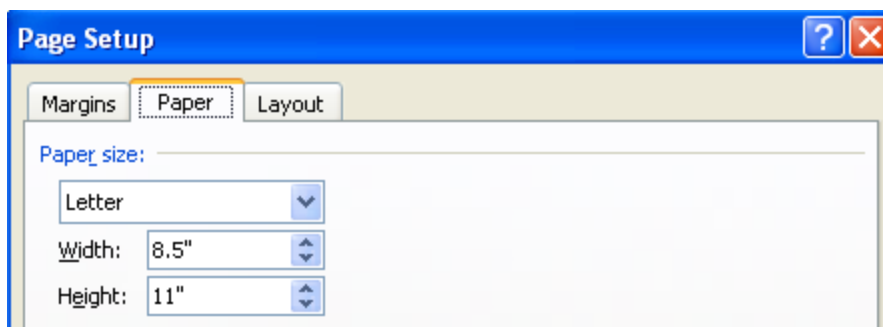 Page Setup
Margins Paper Layout
Paper size:
Letter
Width: 8.5"
Height: 11"